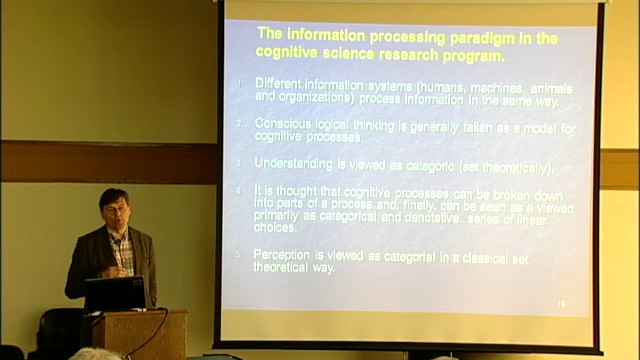 The information processing paradigm in the
cognitive science research program.
1. Different information systems (humans, machines, animals
and organizations) process information in the same way.
2. Conscious logical thinking is generally taken as a model for
cognitive processes.
3. Understanding is viewed as categoric (set theoretically).
4. It is thought that cognitive processes can be broken down
into parts of a process and, finally, can be seen as a viewed
primarily as categorical and denotative. series of linear
choices.
5. Perception is viewed as categorial in a classical set
theoretical way.